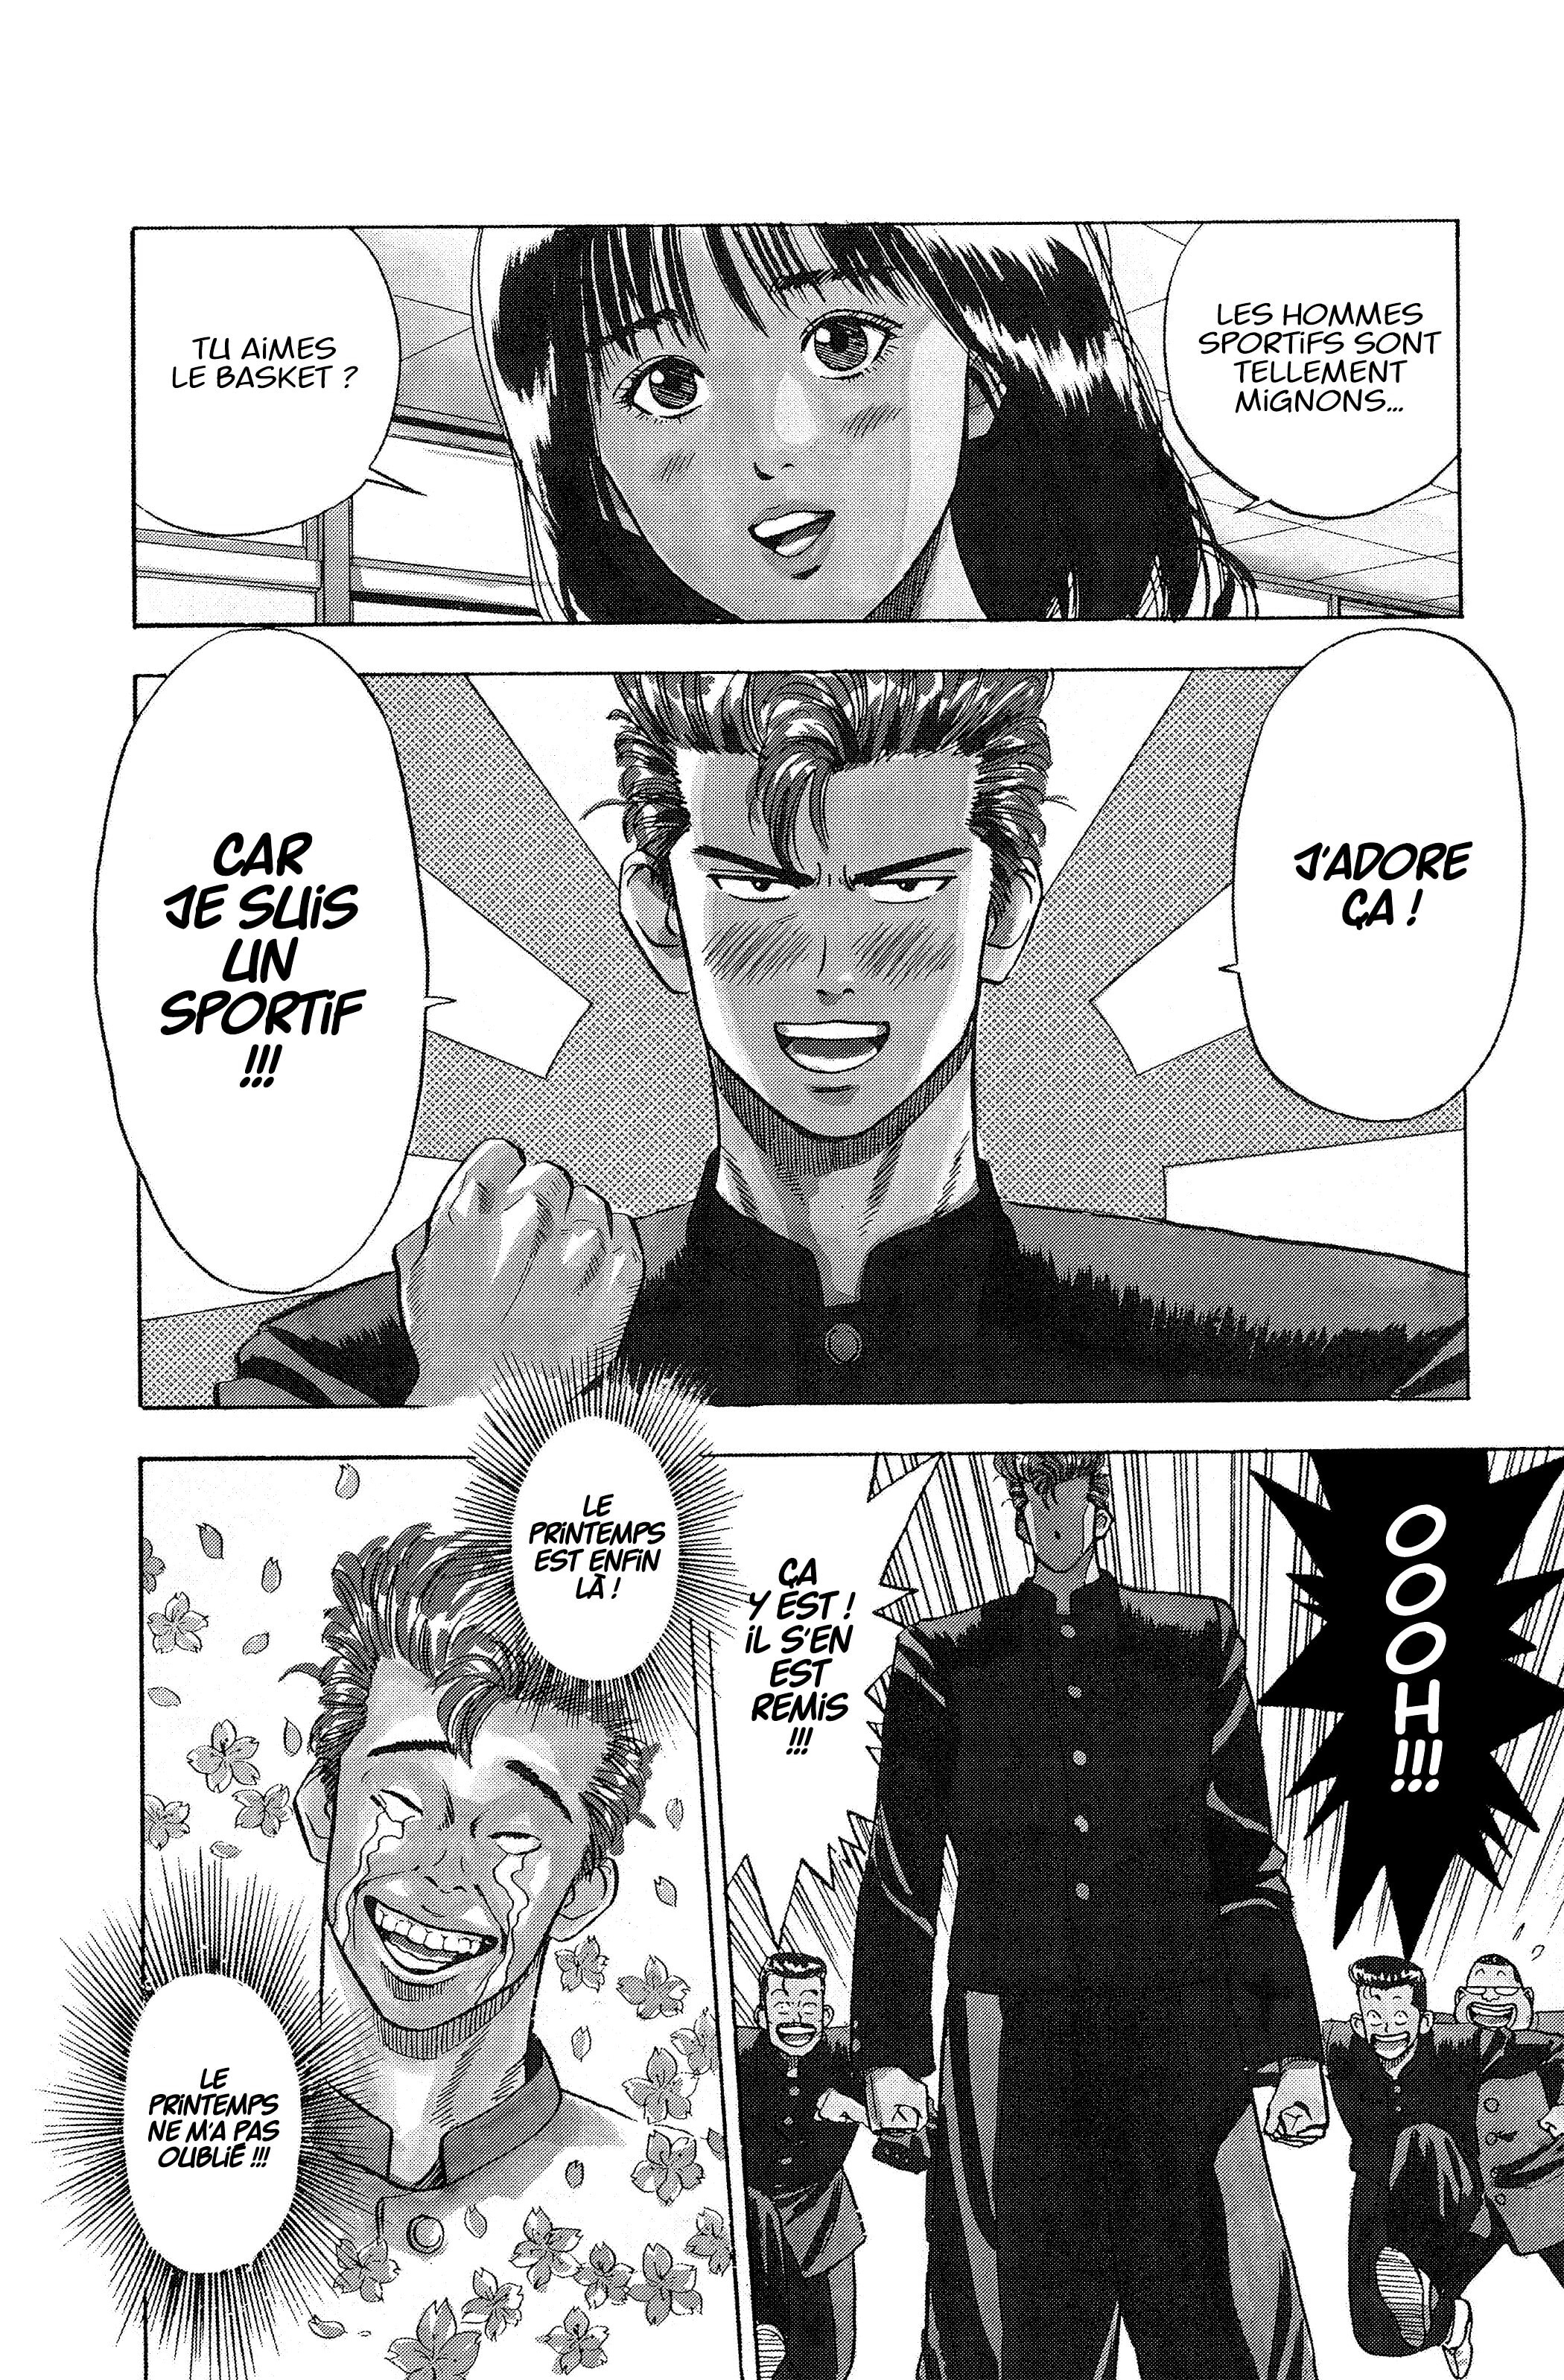 LES HOMMES
SPORTiFS SONT
TELLEMENT
MiGNONS...
TU AiMES
LE BASKET ?
J'ADORE
ÇA !
CAR
JE SUiS
UN
SPORTiF
!!!
OOOH!!!
ÇA
Y EST !
iL S'EN
EST
REMiS
!!!
LE
PRiNTEMPS
EST ENFiN
LÀ !
LE
PRiNTEMPS
NE M'A PAS
OUBLiÉ !!!